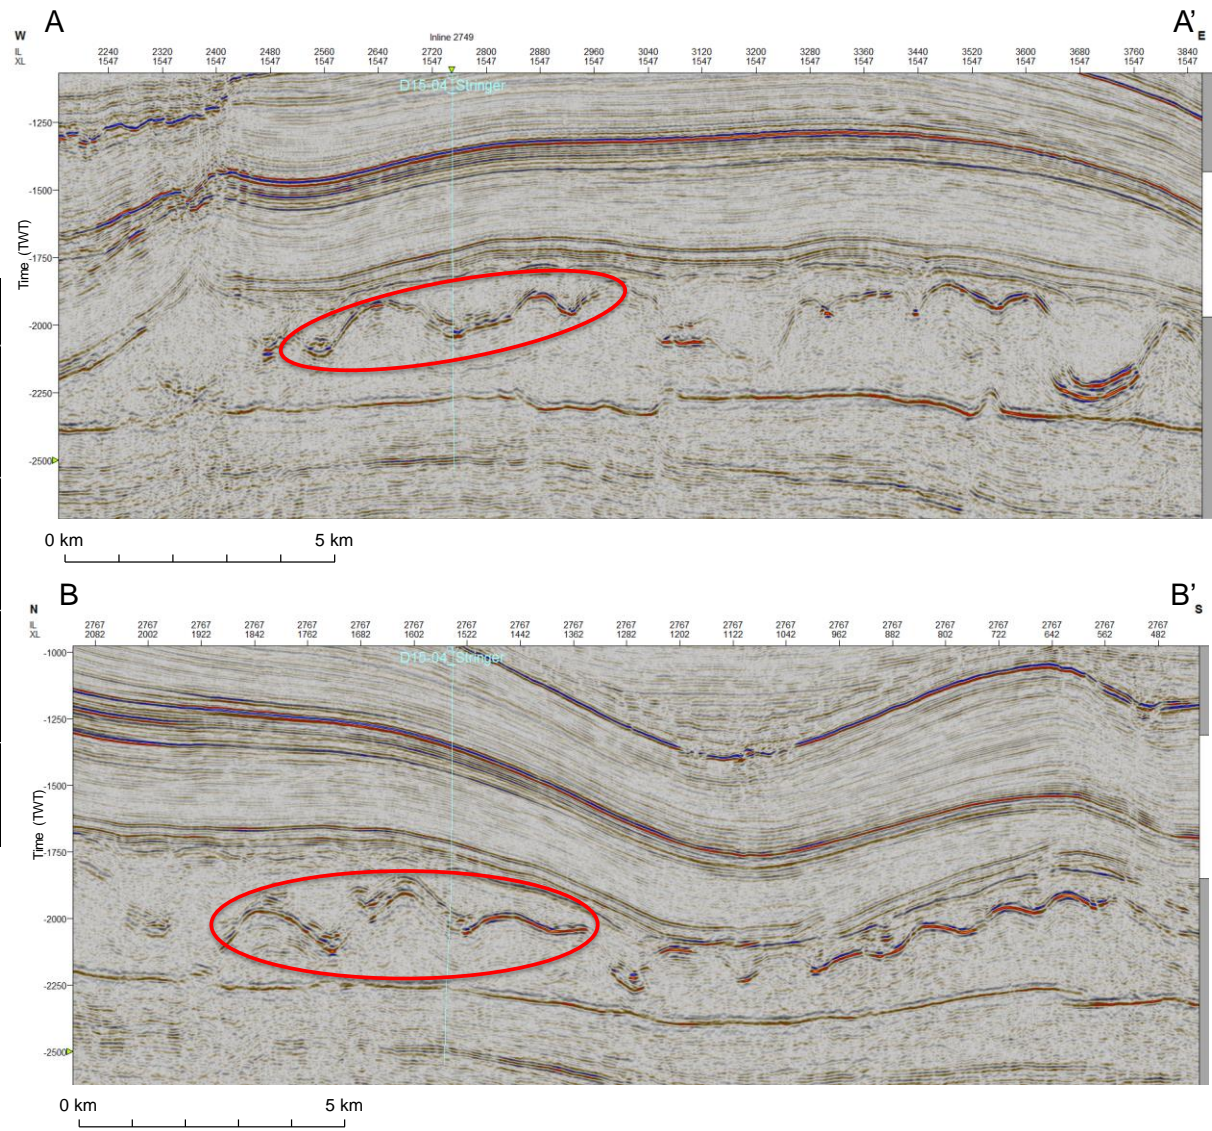 A A'
W Inline 2749 E
IL 2240 2320 2400 2480 2560 2640 2720 2800 2880 2960 3040 3120 3200 3280 3360 3440 3520 3600 3680 3760 3840
XL 1547 1547 1547 1547 1547 1547 1547 1547 1547 1547 1547 1547 1547 1547 1547 1547 1547 1547 1547 1547 1547
D15-04_Stringer
-1250
-1500
Time (TWT)
-1750
-2000
-2250
-2500
0 km 5 km
B B'
N S
IL 2767 2767 2767 2767 2767 2767 2767 2767 2767 2767 2767 2767 2767 2767 2767 2767 2767 2767 2767 2767 2767
XL 2082 2002 1922 1842 1762 1682 1602 1522 1442 1362 1282 1202 1122 1042 962 882 802 722 642 562 482
-1000
D15-04_Stringer
-1250
-1500
Time (TWT)
-1750
-2000
-2250
-2500
0 km 5 km